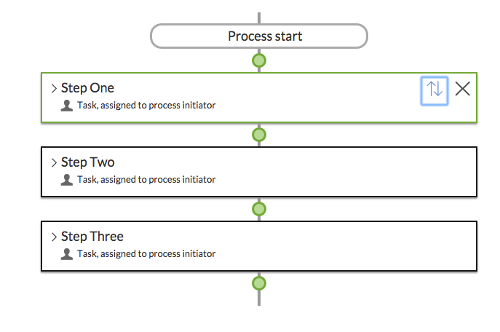 Process start
Step One
Task, assigned to process initiator
Step Two
Task, assigned to process initiator
Step Three
Task, assigned to process initiator